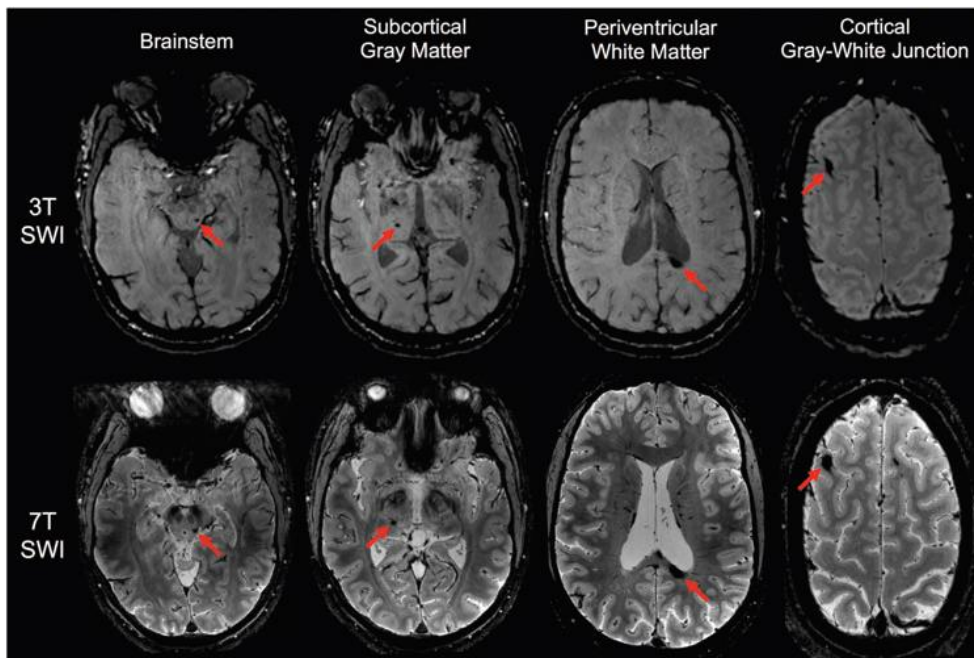 Brainstem
Subcortical
Gray Matter
Periventricular
White Matter
Cortical
Gray-White Junction
3T
SWI
7T
SWI